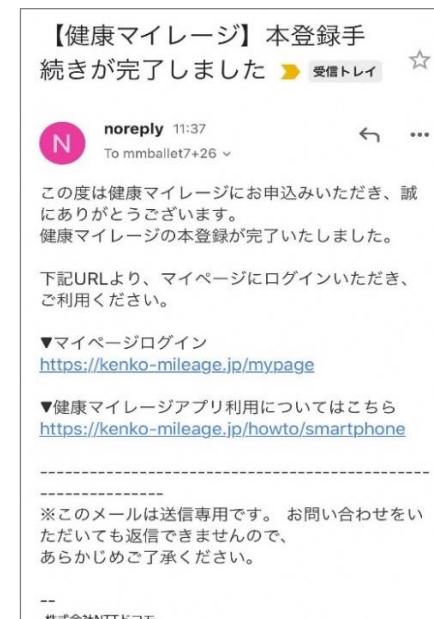 【健康マイレージ】本登録手
続きが完了しました 受信トレイ
N
noreply 11:37
To mmballet7+26
この度は健康マイレージにお申込みいただき、誠
にありがとうございます。
健康マイレージの本登録が完了いたしました。
下記URLより、マイページにログインいただき、
ご利用ください。
▼マイページログイン
https://kenko-mileage.jp/mypage
▼健康マイレージアプリ利用についてはこちら
https://kenko-mileage.jp/howto/smartphone
--------------------------------------------
---------------
※このメールは送信専用です。 お問い合わせをい
ただいても返信できませんので、
あらかじめご了承ください。
--
株式会社NTTドコモ